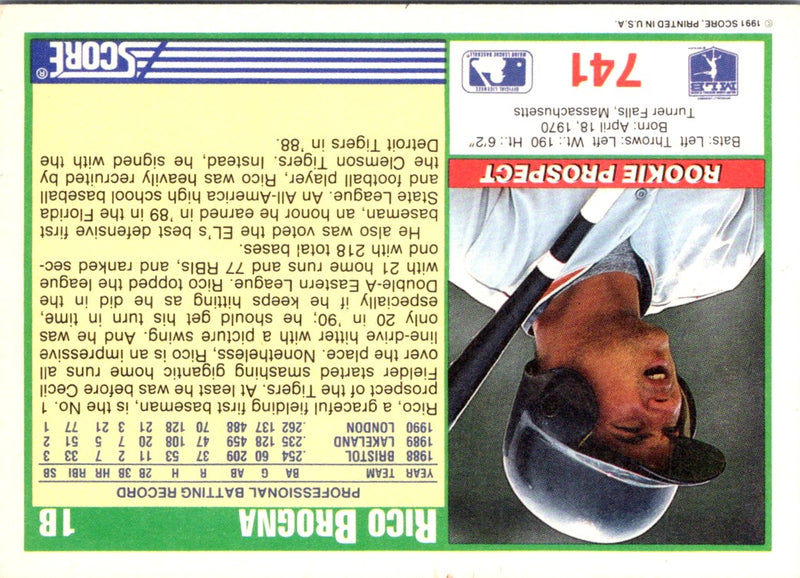 RICO BROGNA 1B
PROFESSIONAL BATTING RECORD
YEAR TEAM BA G AB R H 2B 3B HR RBI SB
1988 BRISTOL .254 60 209 37 53 11 2 7 33 3
1989 LAKELAND .235 128 459 47 108 20 7 5 51 2
1990 LONDON .262 137 488 70 128 21 3 21 77 1
Rico, a graceful fielding first baseman, is the No. 1
prospect of the Tigers. At least he was before Cecil
Fielder started smashing gigantic home runs all
over the place. Nonetheless, Rico is an impressive
line-drive hitter with a picture swing. And he was
only 20 in '90; he should get his turn in time,
especially if he keeps hitting as he did in the
Double-A Eastern League. Rico topped the league
with 21 home runs and 77 RBIs, and ranked sec-
ond with 218 total bases.
He also was voted the EL's best defensive first
baseman, an honor he earned in '89 in the Florida
State League. An All-America high school baseball
and football player, Rico was heavily recruited by
the Clemson Tigers. Instead, he signed with the
Detroit Tigers in '88.
SCORE®
ROOKIE PROSPECT
Bats: Left Throws: Left Wt.: 190 Ht.: 6'2"
Born: April 18, 1970
Turner Falls, Massachusetts
MLB
741
OFFICIAL LICENSEE
MAJOR LEAGUE BASEBALL
© 1991 SCORE, PRINTED IN U.S.A.